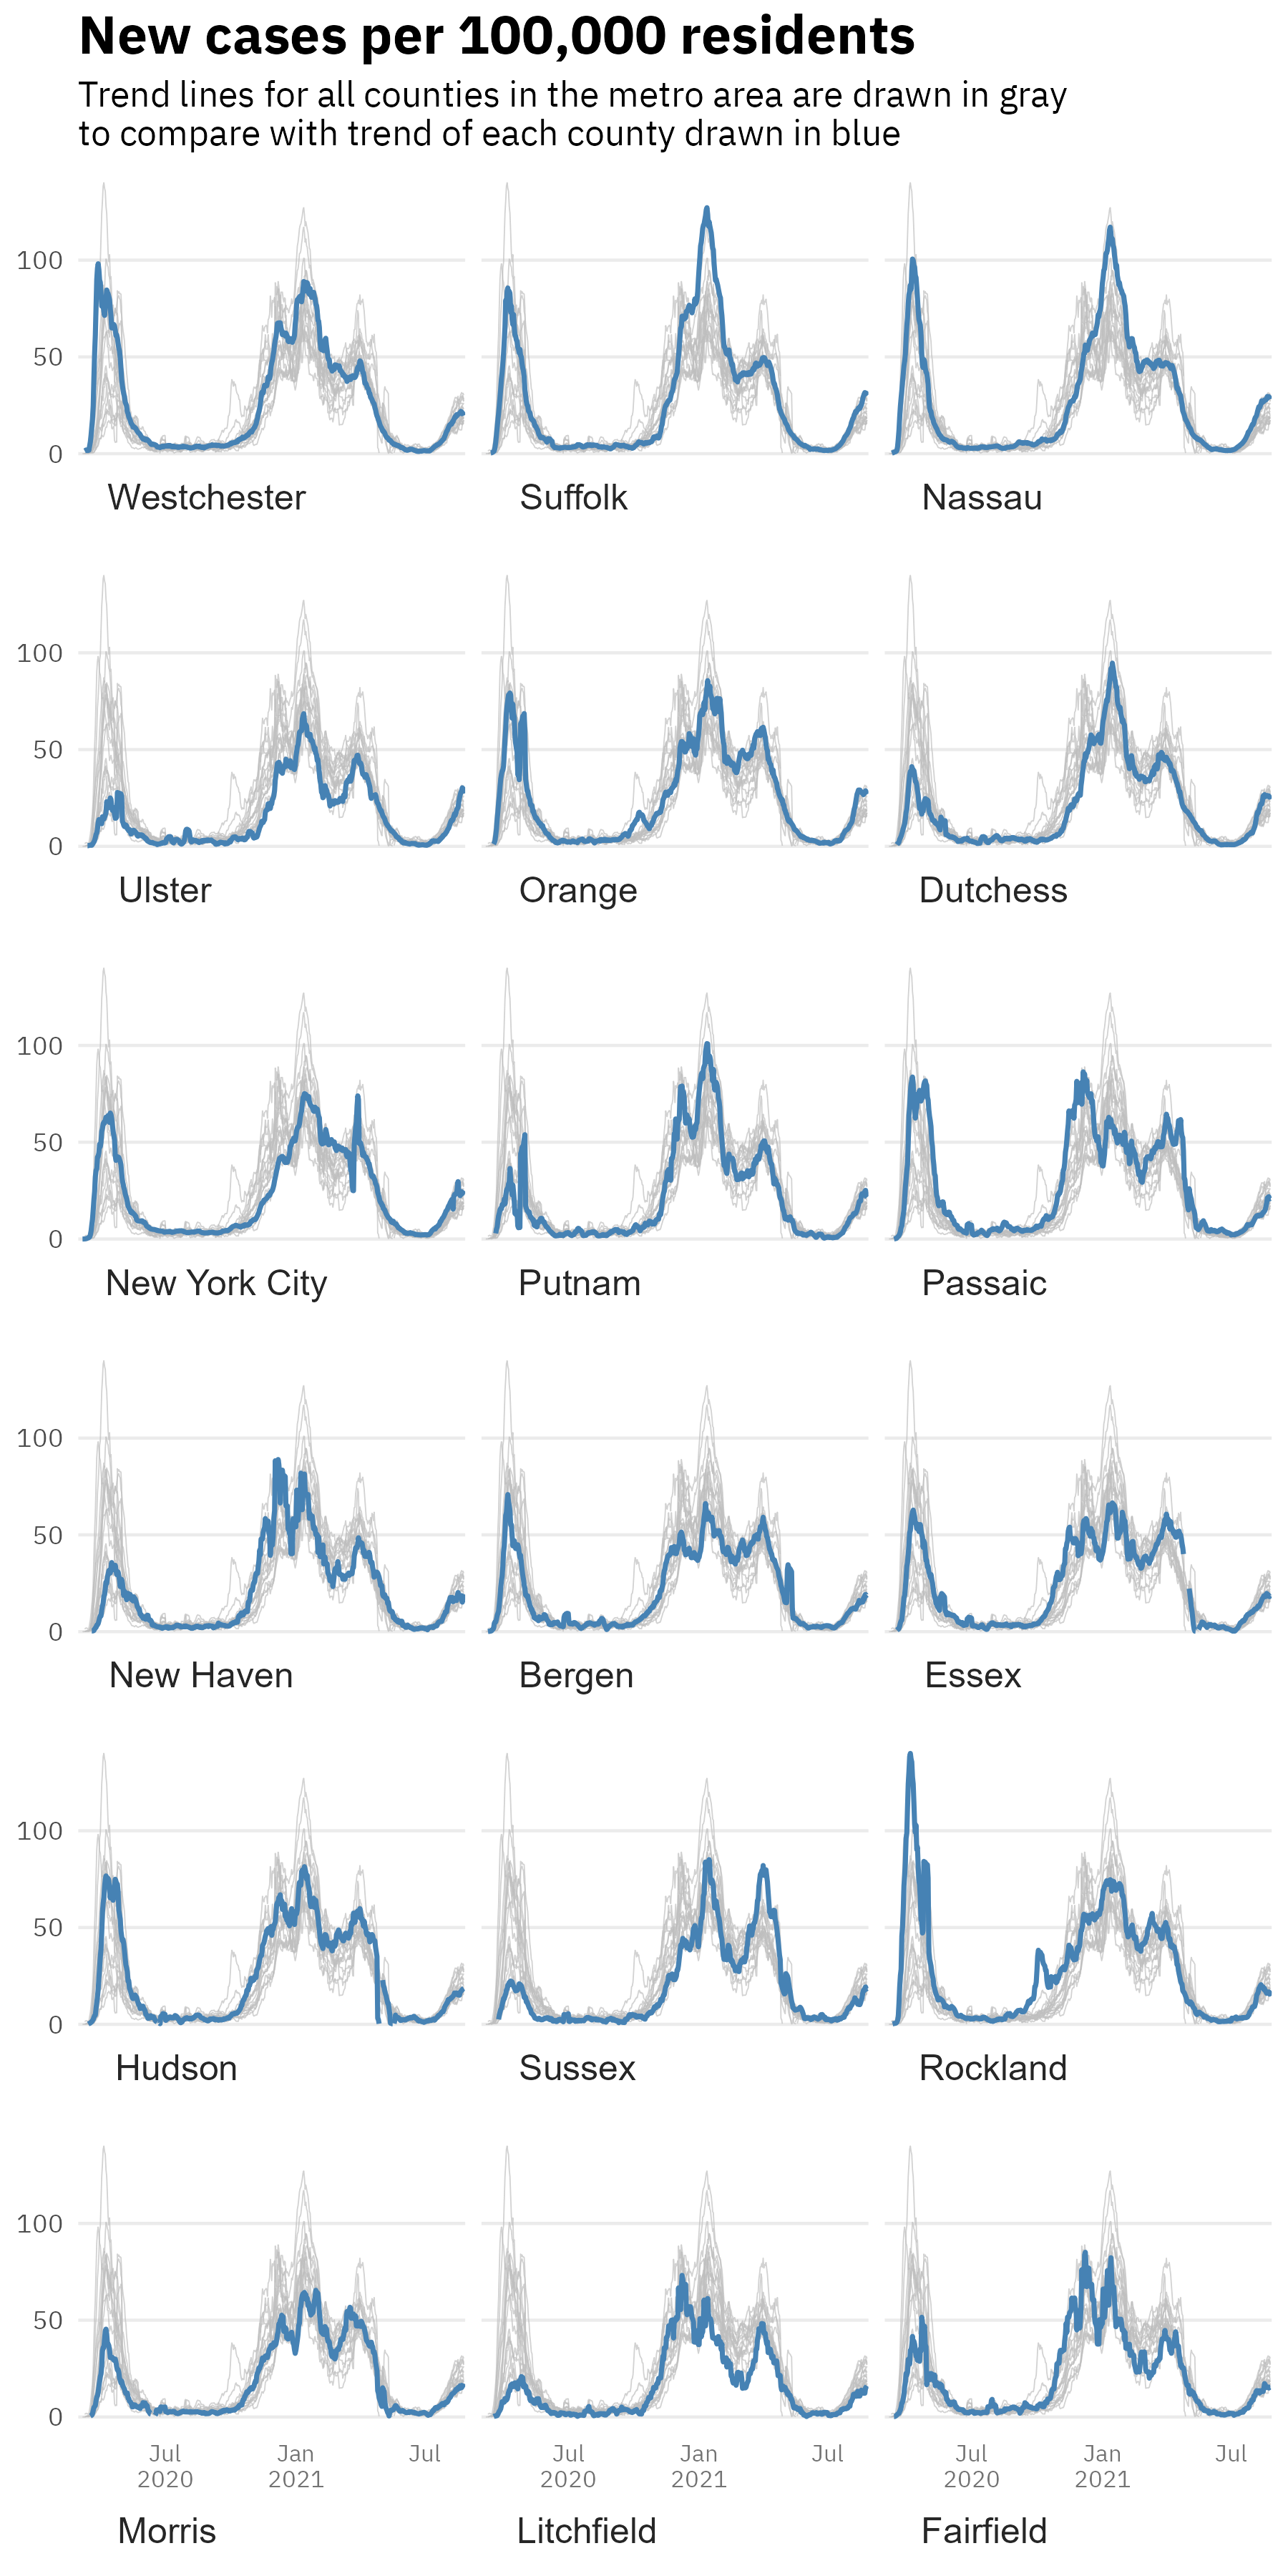 New cases per 100,000 residents
Trend lines for all counties in the metro area are drawn in gray
to compare with trend of each county drawn in blue
100
50
0
Westchester Suffolk Nassau
100
50
0
Ulster Orange Dutchess
100
50
0
New York City Putnam Passaic
100
50
0
New Haven Bergen Essex
100
50
0
Hudson Sussex Rockland
100
50
0
Jul Jan Jul Jul Jan Jul Jul Jan Jul
2020 2021 2020 2021 2020 2021
Morris Litchfield Fairfield